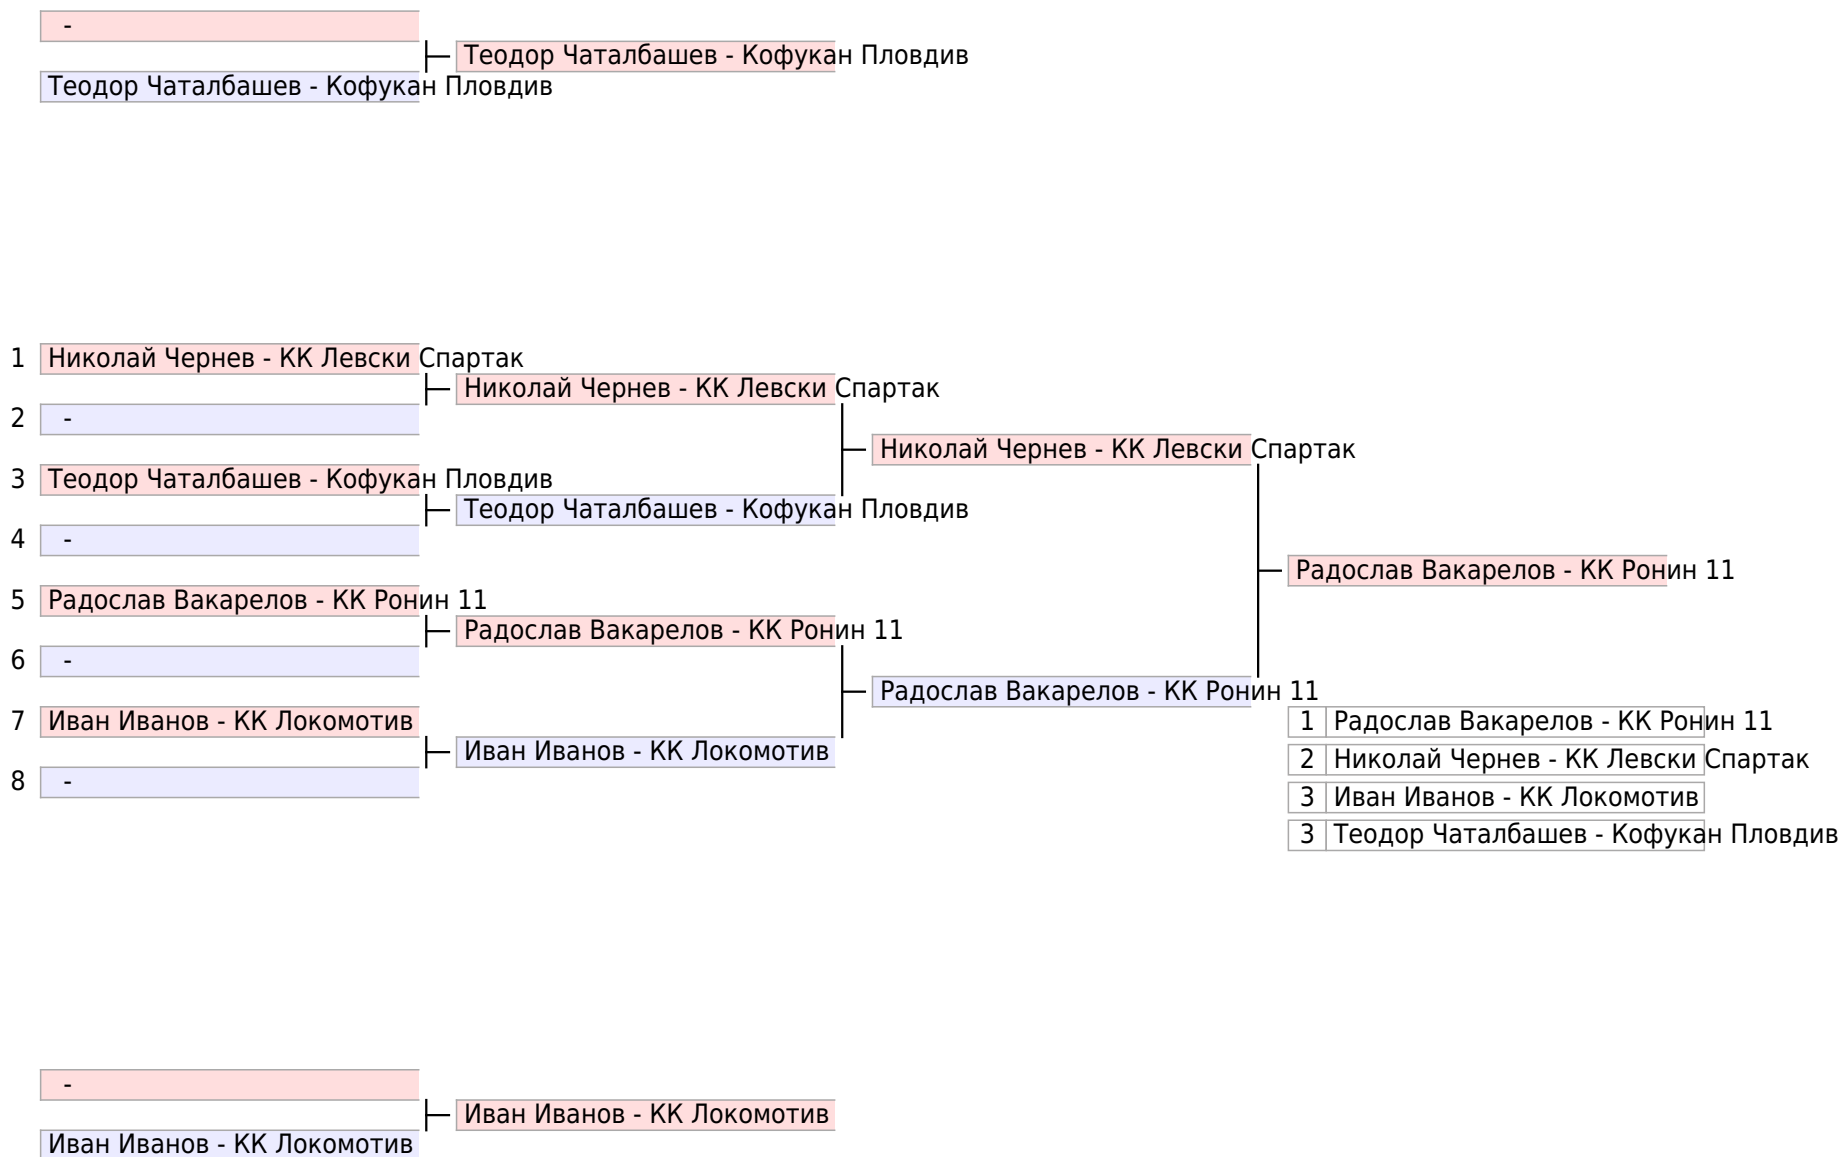 -
Теодор Чаталбашев - Кофукан Пловдив
Теодор Чаталбашев - Кофукан Пловдив
1 Николай Чернев - КК Левски Спартак
Николай Чернев - КК Левски Спартак
2 -
Николай Чернев - КК Левски Спартак
3 Теодор Чаталбашев - Кофукан Пловдив
Теодор Чаталбашев - Кофукан Пловдив
4 -
Радослав Вакарелов - КК Ронин 11
5 Радослав Вакарелов - КК Ронин 11
Радослав Вакарелов - КК Ронин 11
6 -
Радослав Вакарелов - КК Ронин 11
7 Иван Иванов - КК Локомотив
Иван Иванов - КК Локомотив
8 -
1 Радослав Вакарелов - КК Ронин 11
2 Николай Чернев - КК Левски Спартак
3 Иван Иванов - КК Локомотив
3 Теодор Чаталбашев - Кофукан Пловдив
-
Иван Иванов - КК Локомотив
Иван Иванов - КК Локомотив